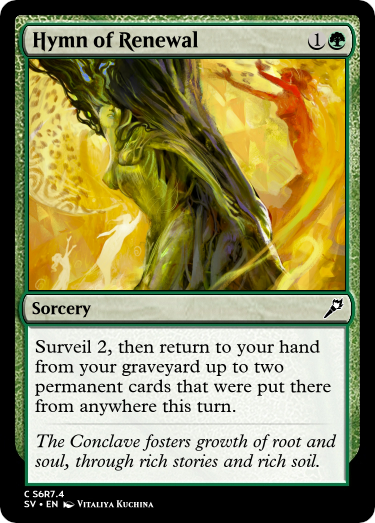 Hymn of Renewal 1
Sorcery
Surveil 2, then return to your hand
from your graveyard up to two
permanent cards that were put there
from anywhere this turn.
The Conclave fosters growth of root and
soul, through rich stories and rich soil.
C S6R7.4
SV • EN Vitaliya Kuchina